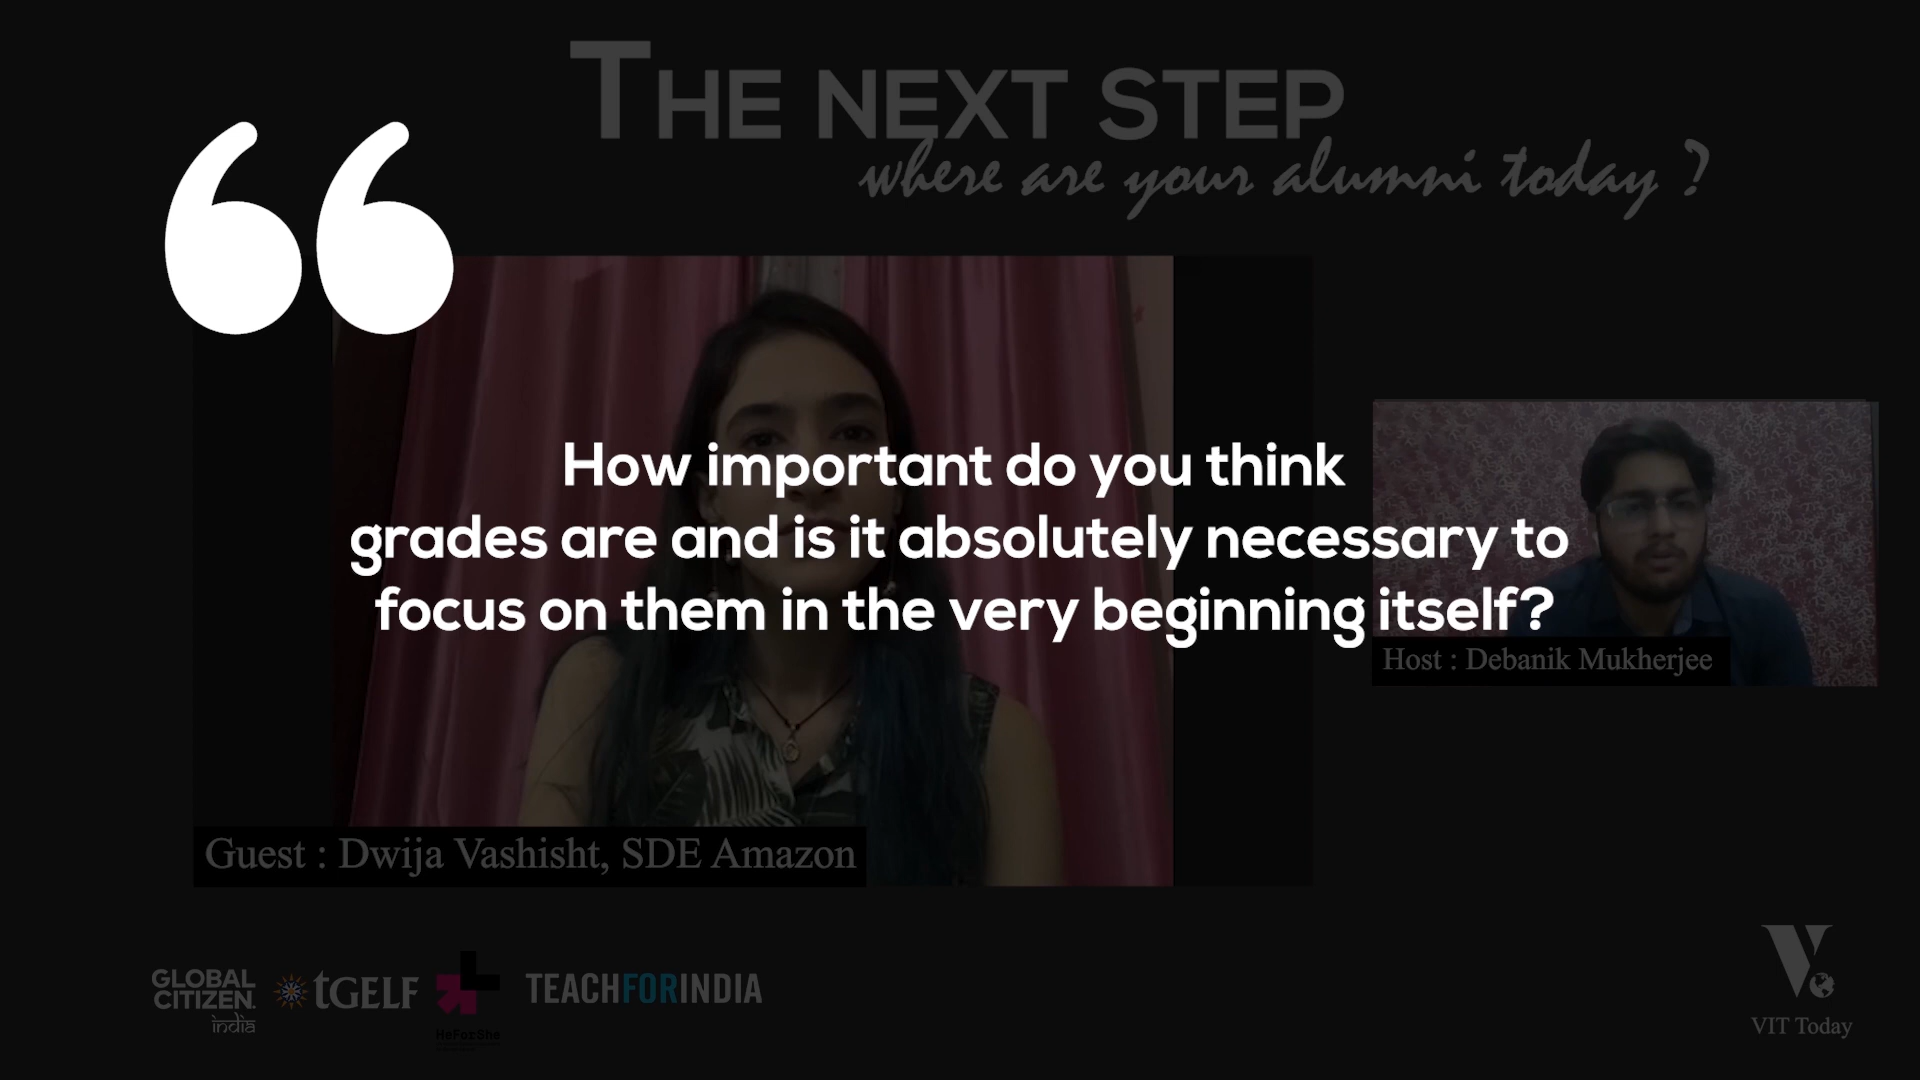 THE NEXT STEP
where are your alumni today ?
How important do you think
grades are and is it absolutely necessary to
focus on them in the very beginning itself?
Host : Debanik Mukherjee
Guest : Dwija Vashisht, SDE Amazon
GLOBAL
CITIZEN.
इndiа
tGELF
HeForShe
TEACHFORINDIA
VIT Today